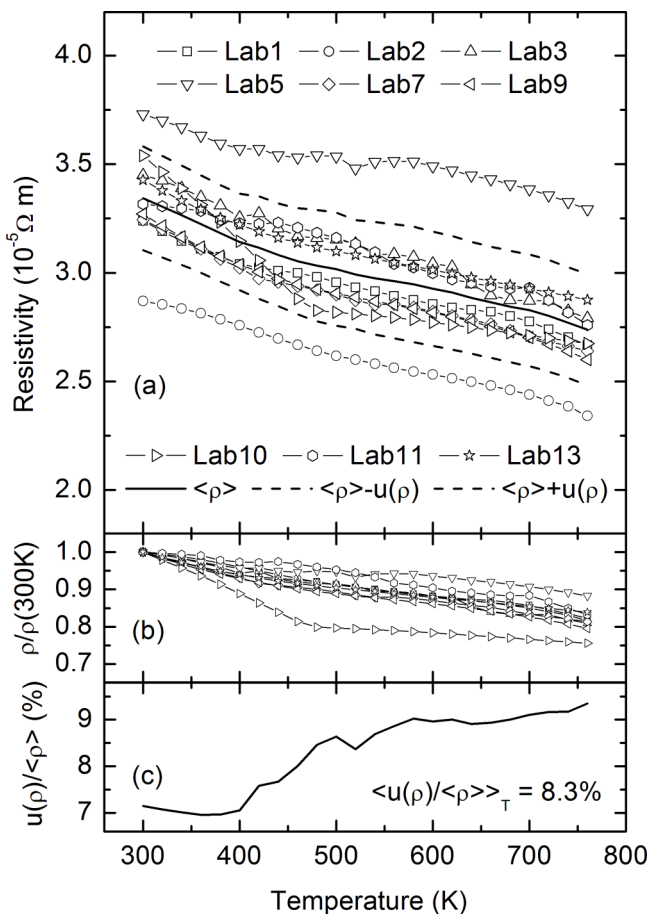 4.0
Lab1 Lab2 Lab3
Lab5 Lab7 Lab9
3.5
3.0
2.5
2.0
Resistivity (10⁻⁵Ω m)
(a)
Lab10 Lab11 Lab13
<ρ> <ρ>-u(ρ) <ρ>+u(ρ)
1.0
0.9
0.8
0.7
ρ/ρ(300K)
(b)
9
8
7
u(ρ)/<ρ> (%)
(c)
<u(ρ)/<ρ>>_T = 8.3%
300 400 500 600 700 800
Temperature (K)